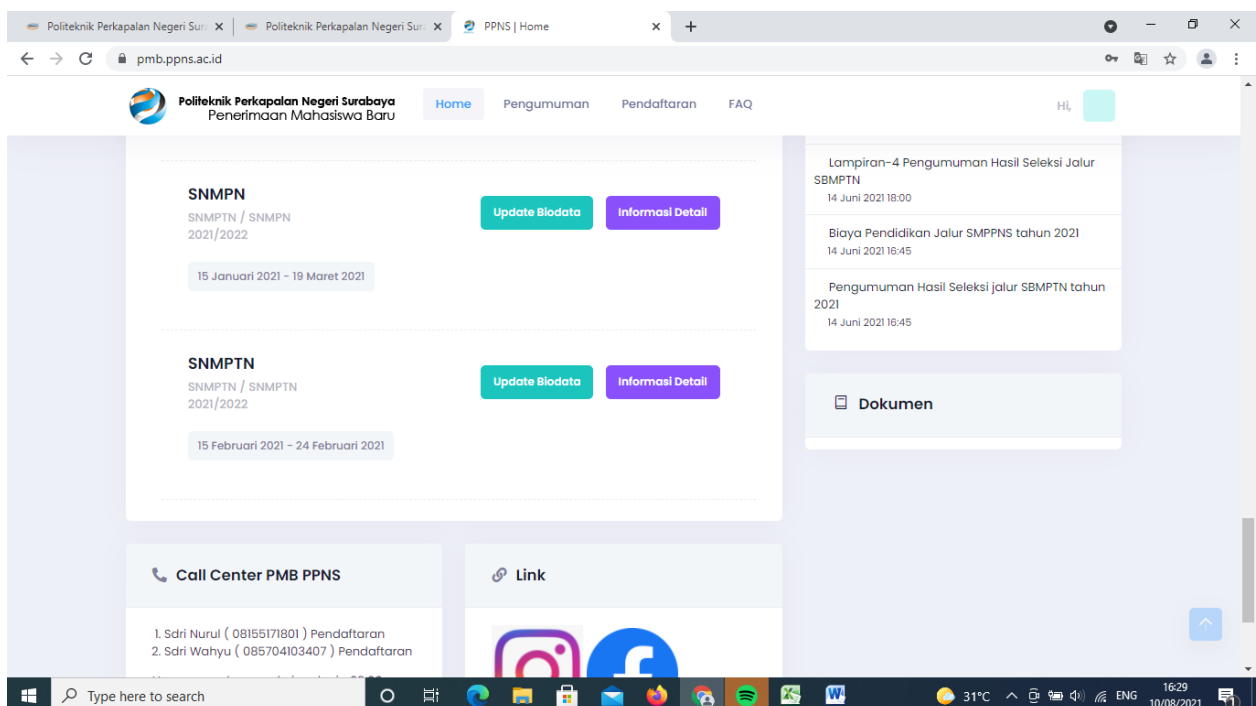 Politeknik Perkapalan Negeri Sur
Politeknik Perkapalan Negeri Sur
PPNS | Home
pmb.ppns.ac.id
Politeknik Perkapalan Negeri Surabaya
Penerimaan Mahasiswa Baru
Home
Pengumuman
Pendaftaran
FAQ
Hi,
SNMPN
SNMPTN / SNMPN
2021/2022
Update Biodata
Informasi Detail
15 Januari 2021 - 19 Maret 2021
SNMPTN
SNMPTN / SNMPTN
2021/2022
Update Biodata
Informasi Detail
15 Februari 2021 - 24 Februari 2021
Lampiran-4 Pengumuman Hasil Seleksi Jalur
SBMPTN
14 Juni 2021 18:00
Biaya Pendidikan Jalur SMPPNS tahun 2021
14 Juni 2021 16:45
Pengumuman Hasil Seleksi jalur SBMPTN tahun
2021
14 Juni 2021 16:45
Dokumen
Call Center PMB PPNS
1. Sdri Nurul ( 08155171801 ) Pendaftaran
2. Sdri Wahyu ( 085704103407 ) Pendaftaran
Link
Type here to search
31°C
ENG
16:29
10/08/2021